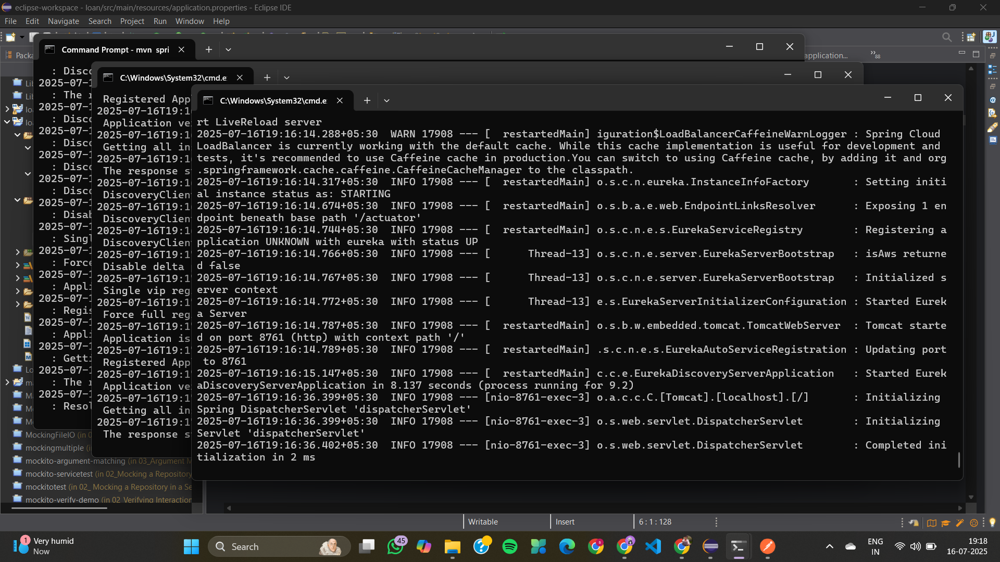 eclipse-workspace - loan/src/main/resources/application.properties - Eclipse IDE
File Edit Navigate Search Project Run Window Help
Command Prompt - mvn spri
application...
»88
Packa
C:\Windows\System32\cmd.e
C:\Windows\System32\cmd.e
: Disco
2025-07-1
: The r
2025-07-1
: Disco
2025-07-1
: Disco
2025-07-1
: Disco
2025-07-1
: Disco
2025-07-1
: Disab
2025-07-1
: Singl
2025-07-1
: Force
2025-07-1
: Appli
2025-07-1
: Regis
2025-07-1
: Appli
2025-07-1
: Getti
2025-07-1
: The r
2025-07-1
: Resol
Registered App
2025-07-16T19:16
Application ve
2025-07-16T19:16
Getting all in
2025-07-16T19:16
The response s
2025-07-16T19:16
DiscoveryClien
2025-07-16T19:16
DiscoveryClien
2025-07-16T19:16
DiscoveryClien
2025-07-16T19:1
Disable delta
2025-07-16T19:1
Single vip reg
2025-07-16T19:1
Force full reg
2025-07-16T19:1
Application is
2025-07-16T19:1
Registered App
2025-07-16T19:1
Application ve
2025-07-16T19:1
Getting all in
2025-07-16T19:1
The response s
rt LiveReload server
2025-07-16T19:16:14.288+05:30  WARN 17908 --- [  restartedMain] iguration$LoadBalancerCaffeineWarnLogger : Spring Cloud
LoadBalancer is currently working with the default cache. While this cache implementation is useful for development and
tests, it's recommended to use Caffeine cache in production.You can switch to using Caffeine cache, by adding it and org
.springframework.cache.caffeine.CaffeineCacheManager to the classpath.
2025-07-16T19:16:14.317+05:30  INFO 17908 --- [  restartedMain] o.s.c.n.eureka.InstanceInfoFactory       : Setting initi
al instance status as: STARTING
2025-07-16T19:16:14.674+05:30  INFO 17908 --- [  restartedMain] o.s.b.a.e.web.EndpointLinksResolver      : Exposing 1 en
dpoint beneath base path '/actuator'
2025-07-16T19:16:14.744+05:30  INFO 17908 --- [  restartedMain] o.s.c.n.e.s.EurekaServiceRegistry        : Registering a
pplication UNKNOWN with eureka with status UP
2025-07-16T19:16:14.766+05:30  INFO 17908 --- [      Thread-13] o.s.c.n.e.server.EurekaServerBootstrap   : isAws returne
d false
2025-07-16T19:16:14.767+05:30  INFO 17908 --- [      Thread-13] o.s.c.n.e.server.EurekaServerBootstrap   : Initialized s
erver context
2025-07-16T19:16:14.772+05:30  INFO 17908 --- [      Thread-13] e.s.EurekaServerInitializerConfiguration : Started Eurek
a Server
2025-07-16T19:16:14.787+05:30  INFO 17908 --- [  restartedMain] o.s.b.w.embedded.tomcat.TomcatWebServer  : Tomcat starte
d on port 8761 (http) with context path '/'
2025-07-16T19:16:14.789+05:30  INFO 17908 --- [  restartedMain] .s.c.n.e.s.EurekaAutoServiceRegistration : Updating port
to 8761
2025-07-16T19:16:15.147+05:30  INFO 17908 --- [  restartedMain] c.c.e.EurekaDiscoveryServerApplication   : Started Eurek
aDiscoveryServerApplication in 8.137 seconds (process running for 9.2)
2025-07-16T19:16:36.399+05:30  INFO 17908 --- [nio-8761-exec-3] o.a.c.c.C.[Tomcat].[localhost].[/]       : Initializing
Spring DispatcherServlet 'dispatcherServlet'
2025-07-16T19:16:36.399+05:30  INFO 17908 --- [nio-8761-exec-3] o.s.web.servlet.DispatcherServlet        : Initializing
Servlet 'dispatcherServlet'
2025-07-16T19:16:36.402+05:30  INFO 17908 --- [nio-8761-exec-3] o.s.web.servlet.DispatcherServlet        : Completed ini
tialization in 2 ms
MockingFileIO (in 0
mockingmultiple (i
mockito-argument-matching (in 03_Argument M
mockito-servicetest (in 02_Mocking a Repository
mockitotest (in 02_ Mocking a Repository in a Se
mockito-verify-demo (in 02 Verifying Interaction
Writable Insert 6 : 1 : 128
1
Very humid
Now
Search
45
ENG
IN
19:18
16-07-2025